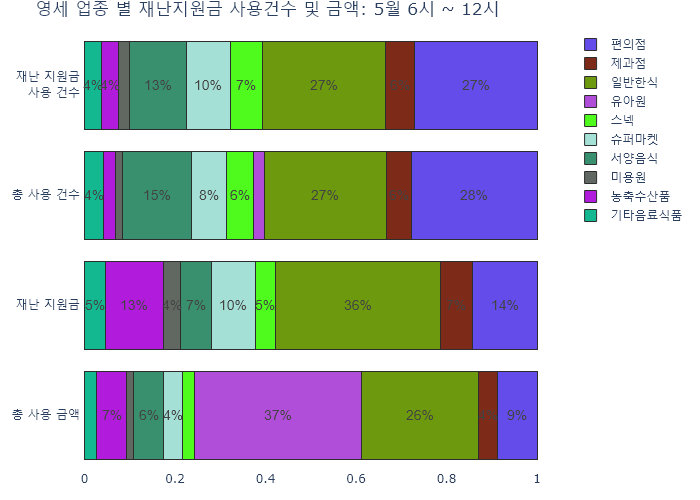 영세 업종 별 재난지원금 사용건수 및 금액: 5월 6시 ~ 12시
재난 지원금
사용 건수
4% 4% 13% 10% 7% 27% 6% 27%
총 사용 건수
4% 15% 8% 6% 27% 28%
재난 지원금
5% 13% 4% 7% 10% 5% 36% 14%
총 사용 금액
7% 6% 4% 37% 26% 9%
0 0.2 0.4 0.6 0.8 1
편의점
제과점
일반한식
유아원
스넥
슈퍼마켓
서양음식
미용원
농축수산품
기타음료식품